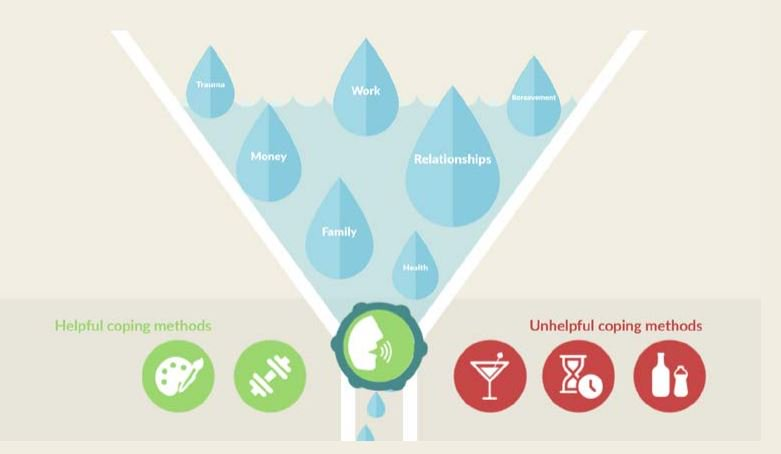 Trauma
Work
Bereavement
Money
Relationships
Family
Health
Helpful coping methods
Unhelpful coping methods